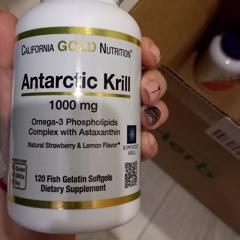 CALIFORNIA GOLD NUTRITION®
Antarctic Krill
1000 mg
Omega-3 Phospholipids
Complex with Astaxanthin
Natural Strawberry & Lemon Flavor*
120 Fish Gelatin Softgels
Dietary Supplement
Herb